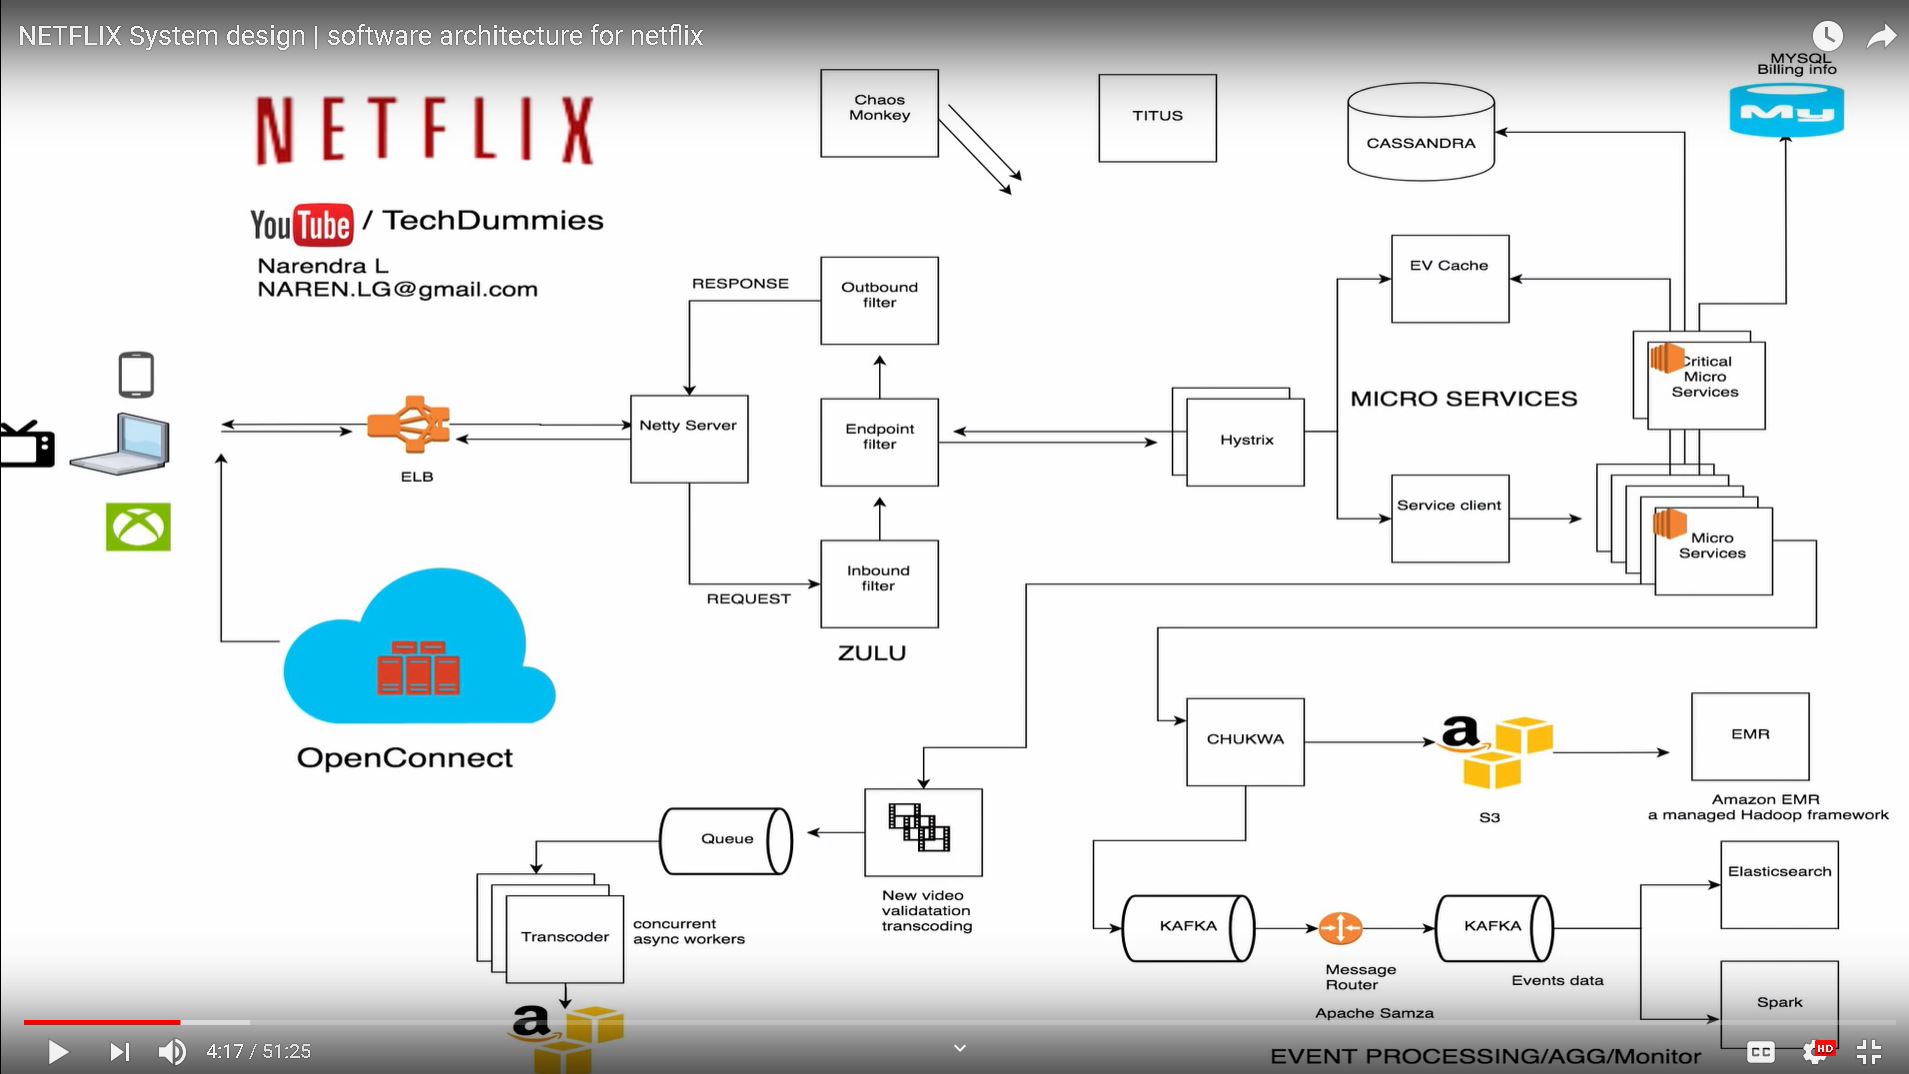 NETFLIX System design | software architecture for netflix
MYSQL
Billing info
My
NETFLIX
YouTube / TechDummies
Narendra L
NAREN.LG@gmail.com
Chaos
Monkey
TITUS
CASSANDRA
RESPONSE
Outbound
filter
EV Cache
Critical
Micro
Services
MICRO SERVICES
Netty Server
Endpoint
filter
Hystrix
ELB
Service client
Micro
Services
Inbound
filter
REQUEST
ZULU
OpenConnect
CHUKWA
a
S3
EMR
Amazon EMR
a managed Hadoop framework
Queue
New video
validatation
transcoding
Transcoder
concurrent
async workers
KAFKA
Message
Router
Apache Samza
KAFKA
Events data
Elasticsearch
Spark
a
EVENT PROCESSING/AGG/Monitor
4:17 / 51:25
CC
HD